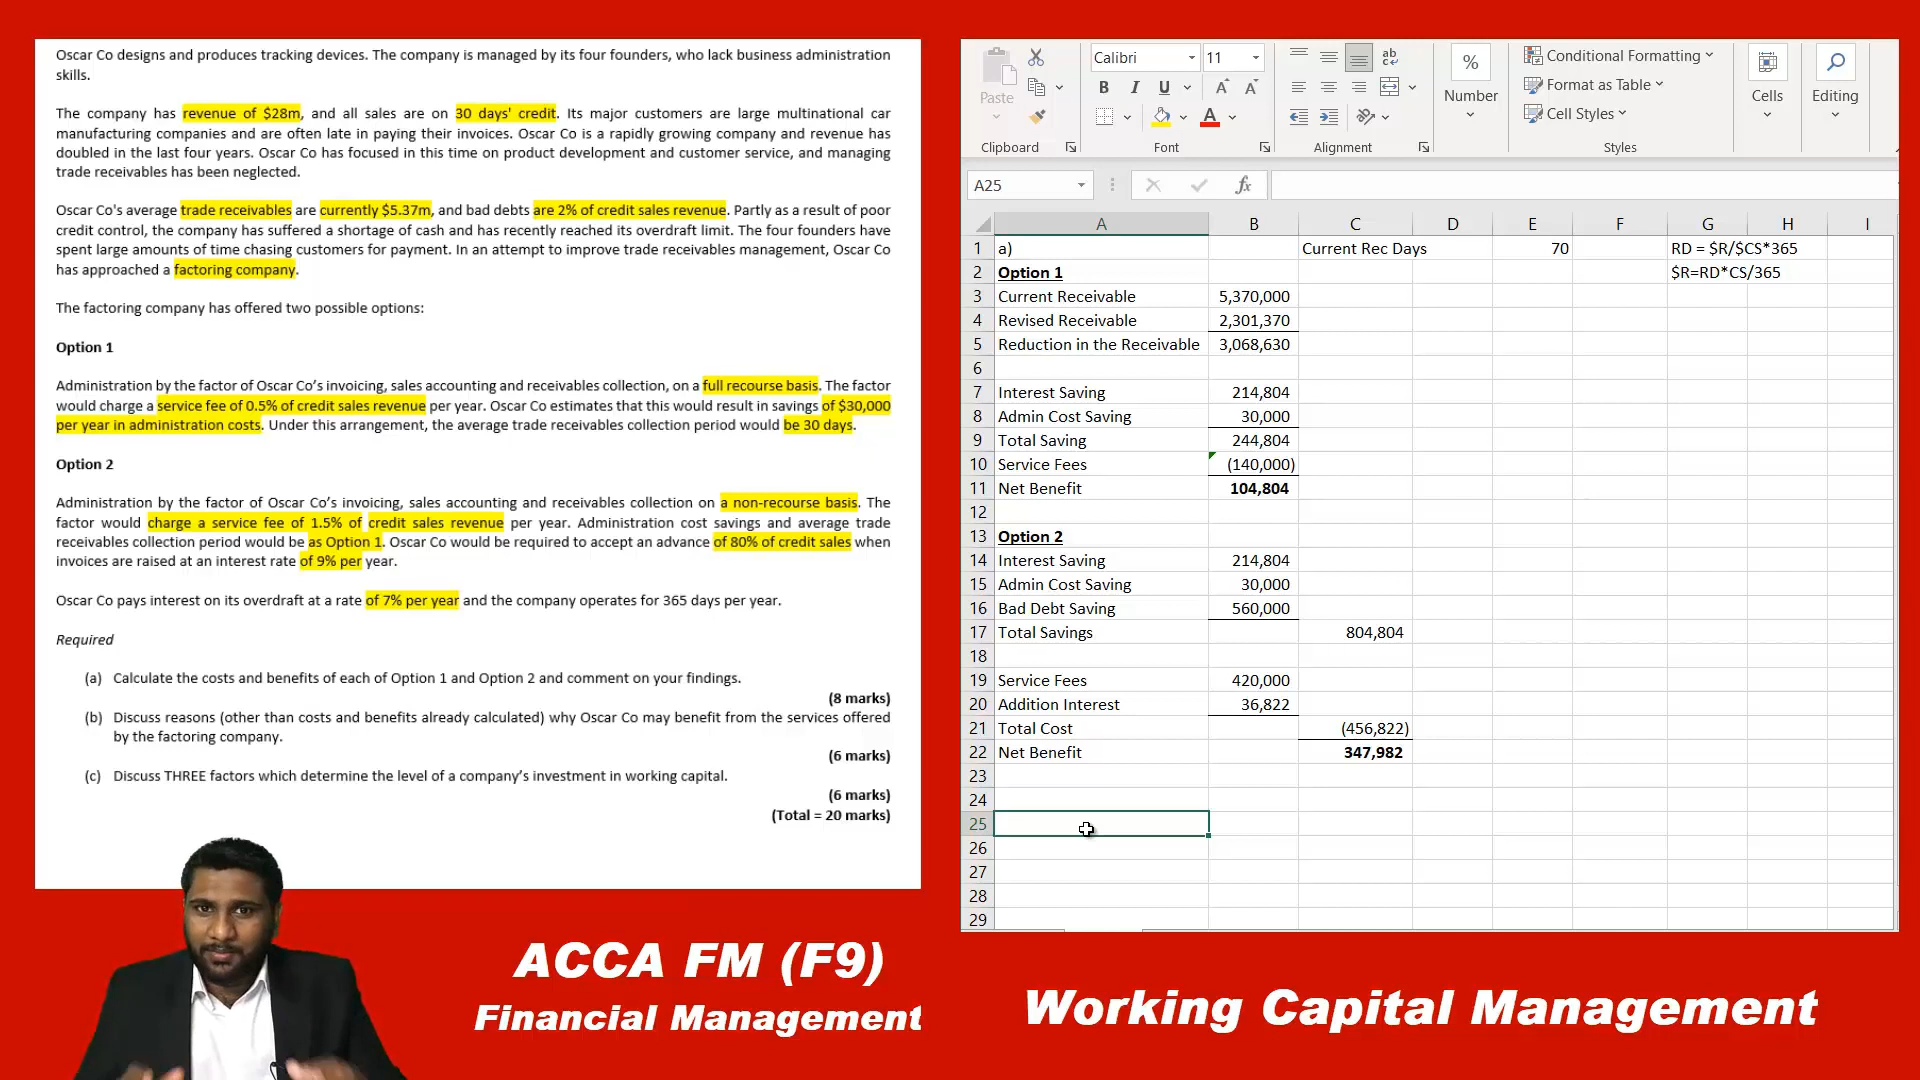 Oscar Co designs and produces tracking devices. The company is managed by its four founders, who lack business administration
skills.
The company has revenue of $28m, and all sales are on 30 days' credit. Its major customers are large multinational car
manufacturing companies and are often late in paying their invoices. Oscar Co is a rapidly growing company and revenue has
doubled in the last four years. Oscar Co has focused in this time on product development and customer service, and managing
trade receivables has been neglected.
Oscar Co's average trade receivables are currently $5.37m, and bad debts are 2% of credit sales revenue. Partly as a result of poor
credit control, the company has suffered a shortage of cash and has recently reached its overdraft limit. The four founders have
spent large amounts of time chasing customers for payment. In an attempt to improve trade receivables management, Oscar Co
has approached a factoring company.
The factoring company has offered two possible options:
Option 1
Administration by the factor of Oscar Co's invoicing, sales accounting and receivables collection, on a full recourse basis. The factor
would charge a service fee of 0.5% of credit sales revenue per year. Oscar Co estimates that this would result in savings of $30,000
per year in administration costs. Under this arrangement, the average trade receivables collection period would be 30 days.
Option 2
Administration by the factor of Oscar Co's invoicing, sales accounting and receivables collection on a non-recourse basis. The
factor would charge a service fee of 1.5% of credit sales revenue per year. Administration cost savings and average trade
receivables collection period would be as Option 1. Oscar Co would be required to accept an advance of 80% of credit sales when
invoices are raised at an interest rate of 9% per year.
Oscar Co pays interest on its overdraft at a rate of 7% per year and the company operates for 365 days per year.
Required
(a) Calculate the costs and benefits of each of Option 1 and Option 2 and comment on your findings.
(8 marks)
(b) Discuss reasons (other than costs and benefits already calculated) why Oscar Co may benefit from the services offered
by the factoring company.
(6 marks)
(c) Discuss THREE factors which determine the level of a company's investment in working capital.
(6 marks)
(Total = 20 marks)
ACCA FM (F9)
Financial Management
Paste
Calibri 11
B I U A A
A
ab
%
Number
Conditional Formatting
Format as Table
Cell Styles
Cells
Editing
Clipboard Font Alignment Styles
A25 fx
A B C D E F G H I
1 a) Current Rec Days 70 RD = $R/$CS*365
2 Option 1 $R=RD*CS/365
3 Current Receivable 5,370,000
4 Revised Receivable 2,301,370
5 Reduction in the Receivable 3,068,630
6
7 Interest Saving 214,804
8 Admin Cost Saving 30,000
9 Total Saving 244,804
10 Service Fees (140,000)
11 Net Benefit 104,804
12
13 Option 2
14 Interest Saving 214,804
15 Admin Cost Saving 30,000
16 Bad Debt Saving 560,000
17 Total Savings 804,804
18
19 Service Fees 420,000
20 Addition Interest 36,822
21 Total Cost (456,822)
22 Net Benefit 347,982
23
24
25
26
27
28
29
Working Capital Management